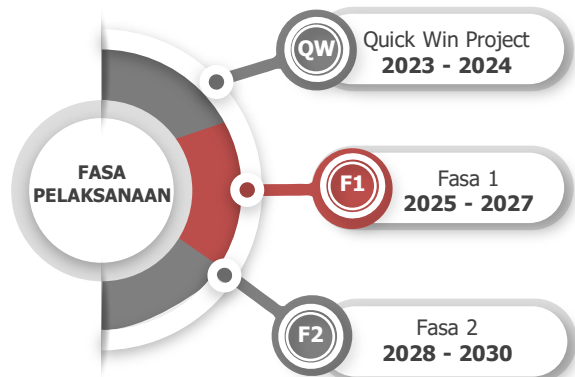 QW
Quick Win Project
2023 - 2024
FASA
PELAKSANAAN
F1
Fasa 1
2025 - 2027
F2
Fasa 2
2028 - 2030